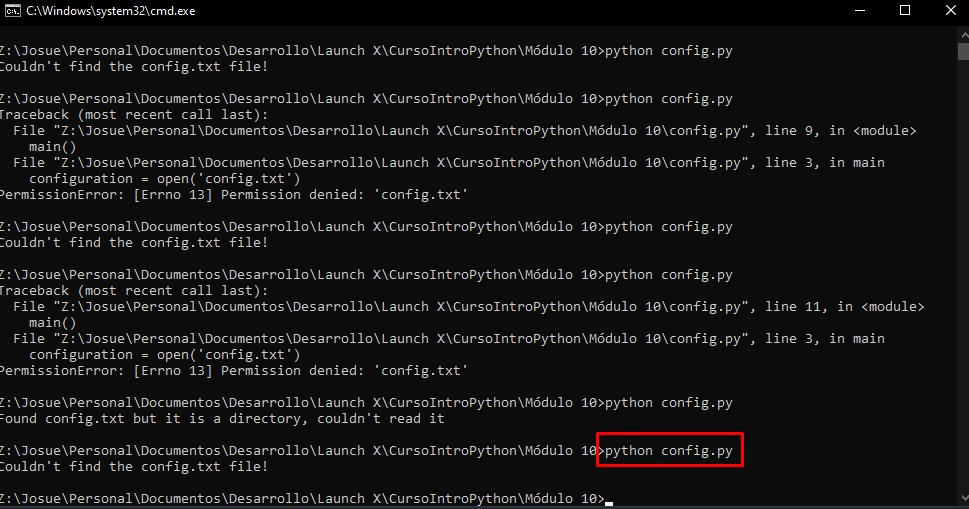 C:\Windows\system32\cmd.exe
Z:\Josue\Personal\Documentos\Desarrollo\Launch X\CursoIntroPython\Módulo 10>python config.py
Couldn't find the config.txt file!
Z:\Josue\Personal\Documentos\Desarrollo\Launch X\CursoIntroPython\Módulo 10>python config.py
Traceback (most recent call last):
  File "Z:\Josue\Personal\Documentos\Desarrollo\Launch X\CursoIntroPython\Módulo 10\config.py", line 9, in <module>
    main()
  File "Z:\Josue\Personal\Documentos\Desarrollo\Launch X\CursoIntroPython\Módulo 10\config.py", line 3, in main
    configuration = open('config.txt')
PermissionError: [Errno 13] Permission denied: 'config.txt'
Z:\Josue\Personal\Documentos\Desarrollo\Launch X\CursoIntroPython\Módulo 10>python config.py
Couldn't find the config.txt file!
Z:\Josue\Personal\Documentos\Desarrollo\Launch X\CursoIntroPython\Módulo 10>python config.py
Traceback (most recent call last):
  File "Z:\Josue\Personal\Documentos\Desarrollo\Launch X\CursoIntroPython\Módulo 10\config.py", line 11, in <module>
    main()
  File "Z:\Josue\Personal\Documentos\Desarrollo\Launch X\CursoIntroPython\Módulo 10\config.py", line 3, in main
    configuration = open('config.txt')
PermissionError: [Errno 13] Permission denied: 'config.txt'
Z:\Josue\Personal\Documentos\Desarrollo\Launch X\CursoIntroPython\Módulo 10>python config.py
Found config.txt but it is a directory, couldn't read it
Z:\Josue\Personal\Documentos\Desarrollo\Launch X\CursoIntroPython\Módulo 10>python config.py
Couldn't find the config.txt file!
Z:\Josue\Personal\Documentos\Desarrollo\Launch X\CursoIntroPython\Módulo 10>